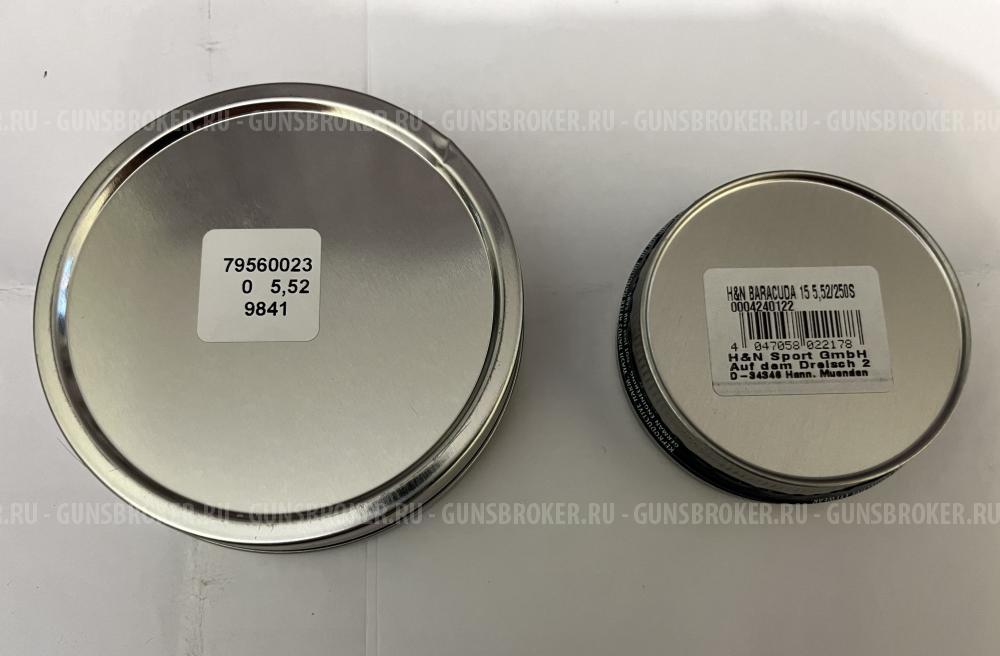 GUNSBROKER.RU - GUNSBROKER.RU - GUNSBROKER.RU - GUNSBROKER.RU - GUNSBROKER.RU
79560023
0 5,52
9841
H&N BARACUDA 15 5,52/250S
0004240122
4 047058 022178
H&N Sport GmbH
Auf dem Dreisch 2
D-34346 Hann. Muenden
GERMAN ENGINEERING
GUNSBROKER.RU - GUNSBROKER.RU - GUNSBROKER.RU - GUNSBROKER.RU - GUNSBROKER.RU